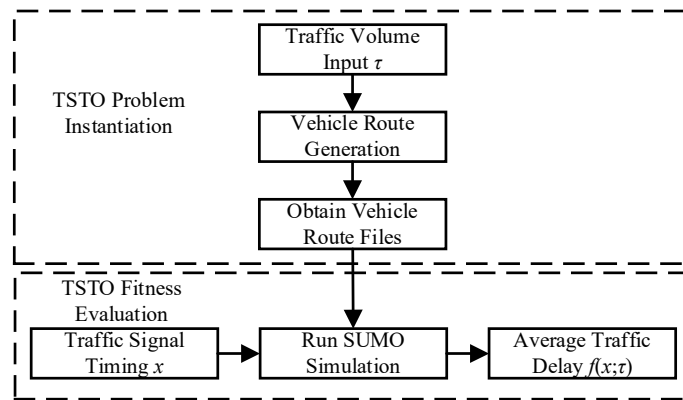 Traffic Volume
Input τ
TSTO Problem
Instantiation
Vehicle Route
Generation
Obtain Vehicle
Route Files
TSTO Fitness
Evaluation
Traffic Signal
Timing x
Run SUMO
Simulation
Average Traffic
Delay f(x;τ)